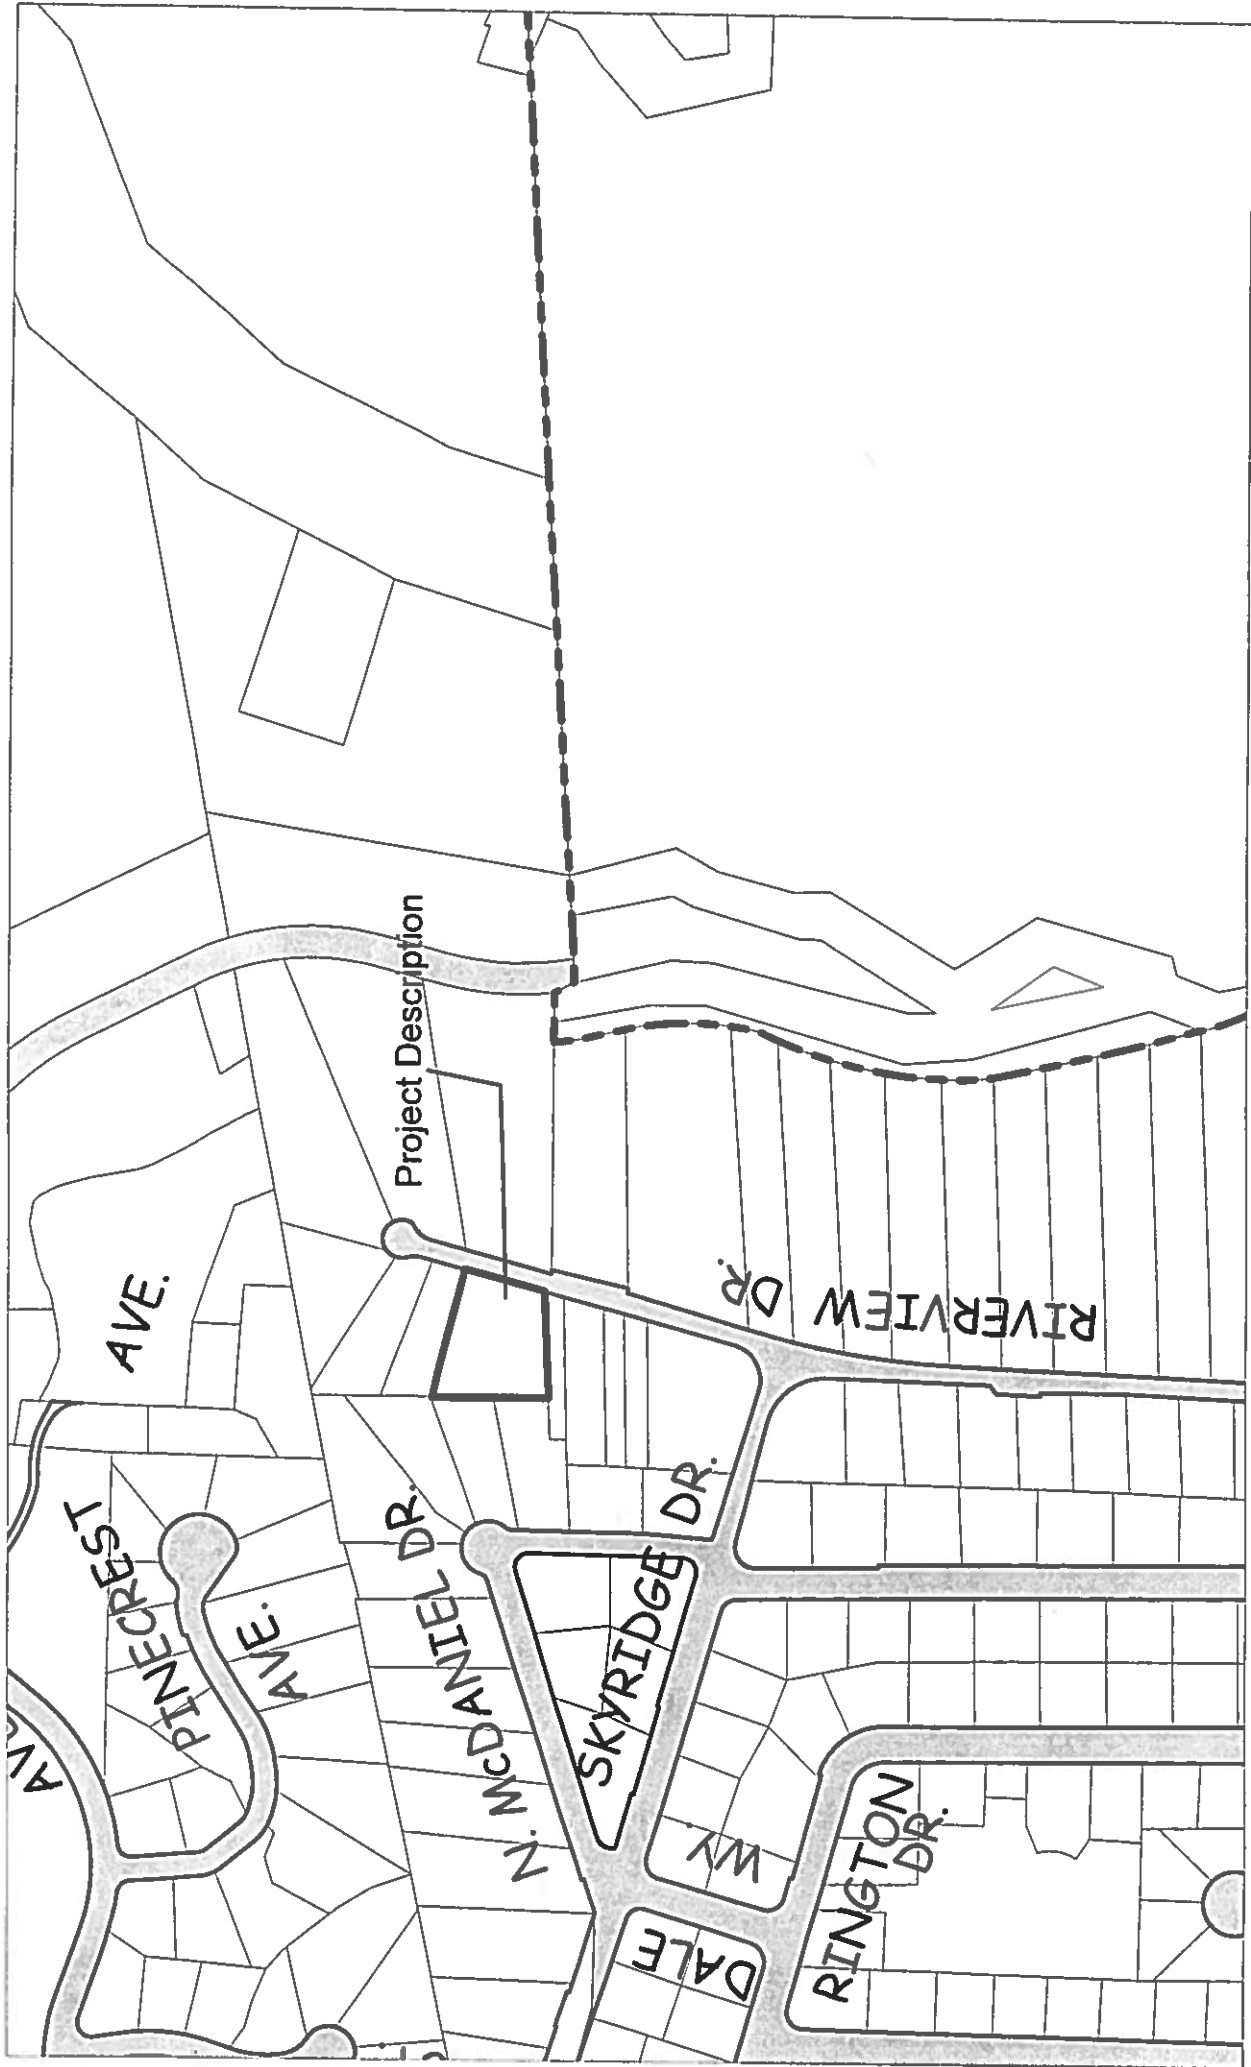 Project Description
AVE.
PINECREST
AVE.
N. McDANIEL DR.
SKYRIDGE DR.
RIVERVIEW DR.
DALE WY.
RINGTON
DR.